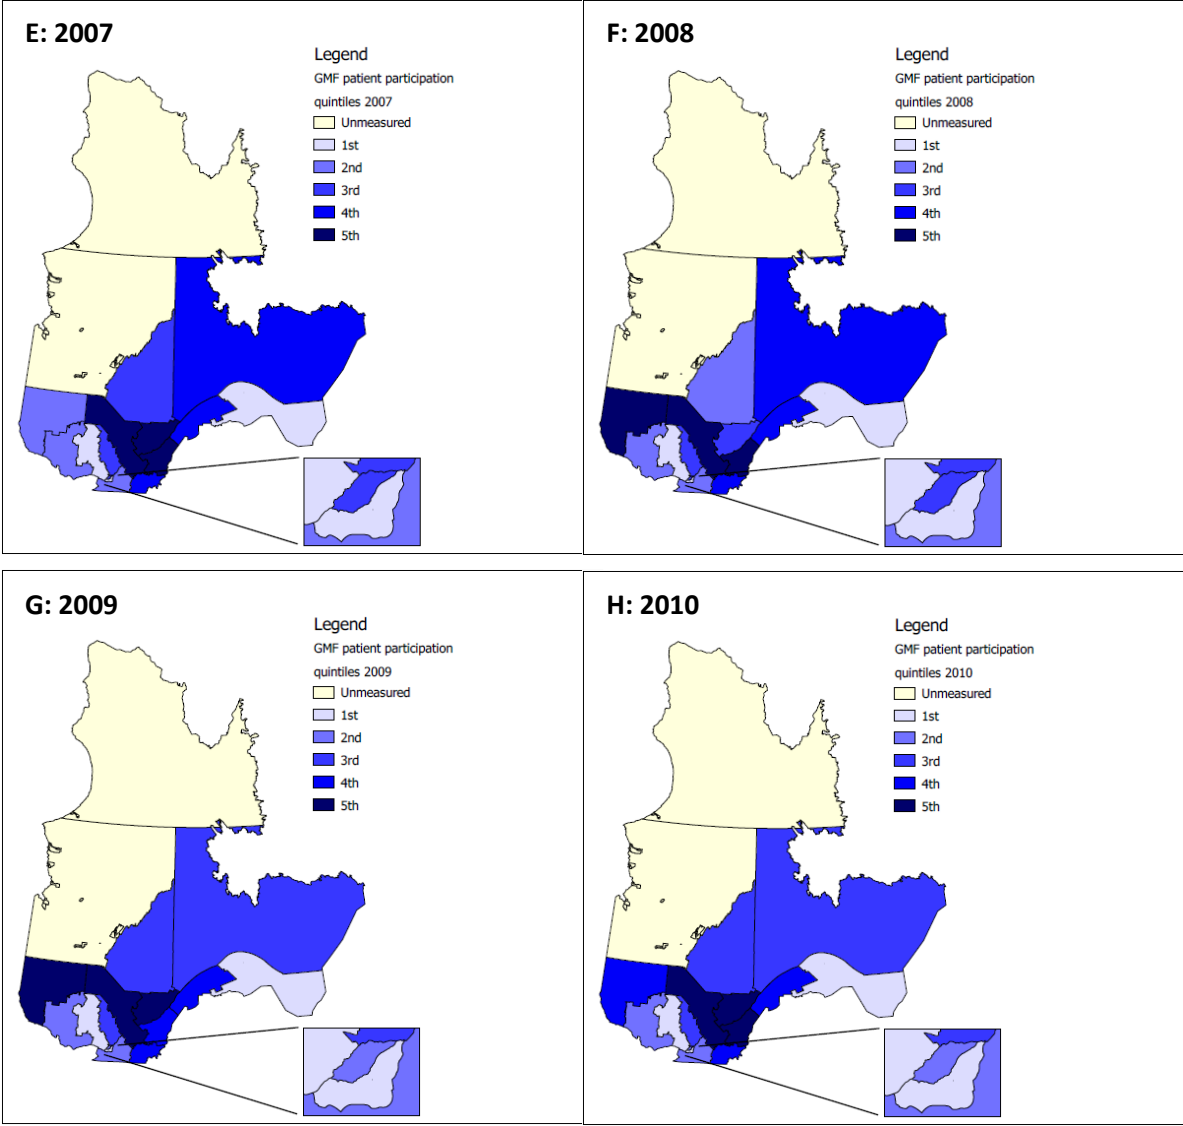 E: 2007
Legend
GMF patient participation
quintiles 2007
Unmeasured
1st
2nd
3rd
4th
5th
F: 2008
Legend
GMF patient participation
quintiles 2008
Unmeasured
1st
2nd
3rd
4th
5th
G: 2009
Legend
GMF patient participation
quintiles 2009
Unmeasured
1st
2nd
3rd
4th
5th
H: 2010
Legend
GMF patient participation
quintiles 2010
Unmeasured
1st
2nd
3rd
4th
5th